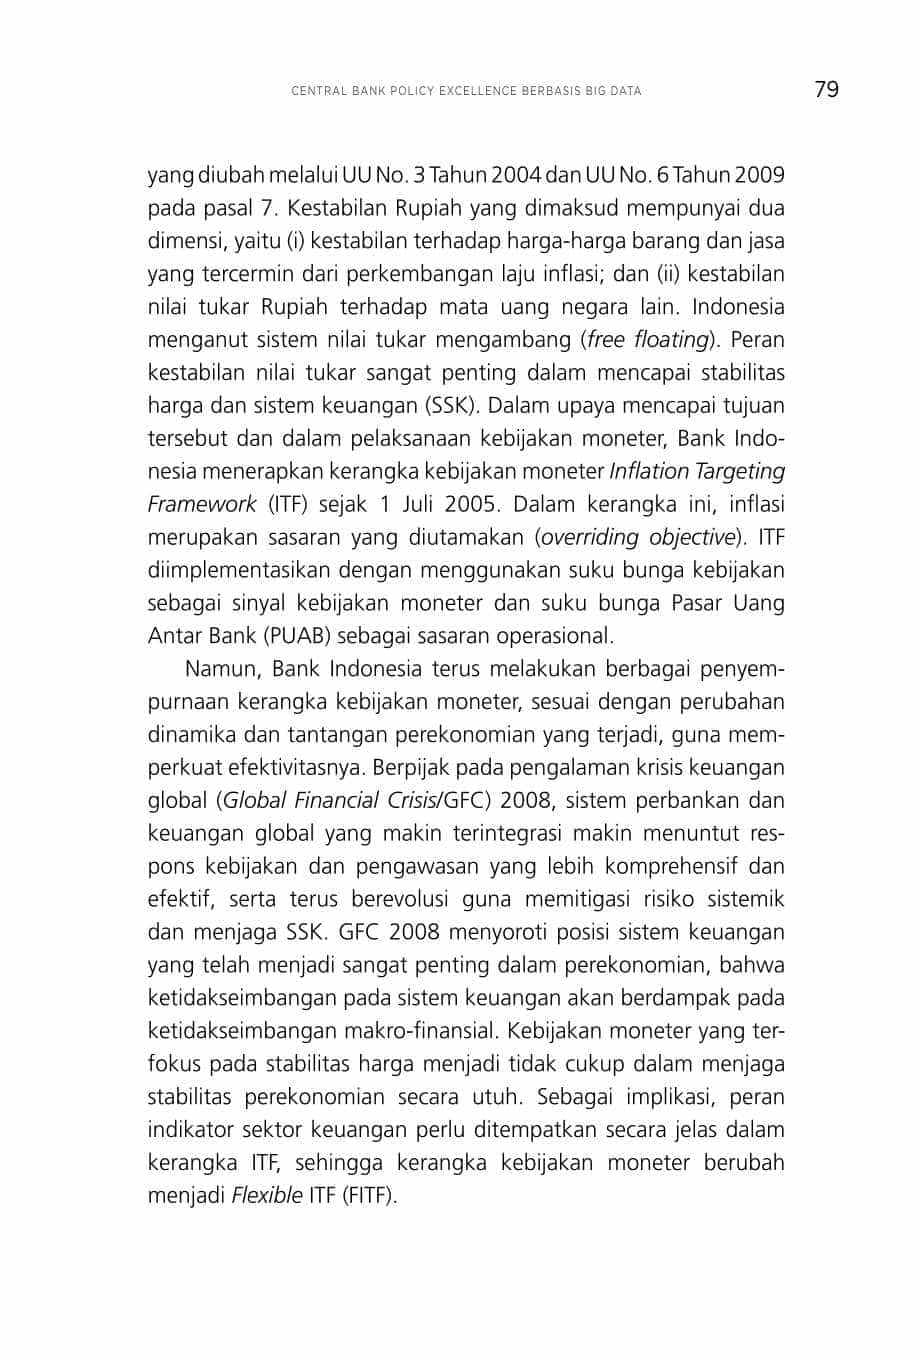 CENTRAL BANK POLICY EXCELLENCE BERBASIS BIG DATA 79
yang diubah melalui UU No. 3 Tahun 2004 dan UU No. 6 Tahun 2009
pada pasal 7. Kestabilan Rupiah yang dimaksud mempunyai dua
dimensi, yaitu (i) kestabilan terhadap harga-harga barang dan jasa
yang tercermin dari perkembangan laju inflasi; dan (ii) kestabilan
nilai tukar Rupiah terhadap mata uang negara lain. Indonesia
menganut sistem nilai tukar mengambang (free floating). Peran
kestabilan nilai tukar sangat penting dalam mencapai stabilitas
harga dan sistem keuangan (SSK). Dalam upaya mencapai tujuan
tersebut dan dalam pelaksanaan kebijakan moneter, Bank Indo-
nesia menerapkan kerangka kebijakan moneter Inflation Targeting
Framework (ITF) sejak 1 Juli 2005. Dalam kerangka ini, inflasi
merupakan sasaran yang diutamakan (overriding objective). ITF
diimplementasikan dengan menggunakan suku bunga kebijakan
sebagai sinyal kebijakan moneter dan suku bunga Pasar Uang
Antar Bank (PUAB) sebagai sasaran operasional.
Namun, Bank Indonesia terus melakukan berbagai penyem-
purnaan kerangka kebijakan moneter, sesuai dengan perubahan
dinamika dan tantangan perekonomian yang terjadi, guna mem-
perkuat efektivitasnya. Berpijak pada pengalaman krisis keuangan
global (Global Financial Crisis/GFC) 2008, sistem perbankan dan
keuangan global yang makin terintegrasi makin menuntut res-
pons kebijakan dan pengawasan yang lebih komprehensif dan
efektif, serta terus berevolusi guna memitigasi risiko sistemik
dan menjaga SSK. GFC 2008 menyoroti posisi sistem keuangan
yang telah menjadi sangat penting dalam perekonomian, bahwa
ketidakseimbangan pada sistem keuangan akan berdampak pada
ketidakseimbangan makro-finansial. Kebijakan moneter yang ter-
fokus pada stabilitas harga menjadi tidak cukup dalam menjaga
stabilitas perekonomian secara utuh. Sebagai implikasi, peran
indikator sektor keuangan perlu ditempatkan secara jelas dalam
kerangka ITF, sehingga kerangka kebijakan moneter berubah
menjadi Flexible ITF (FITF).